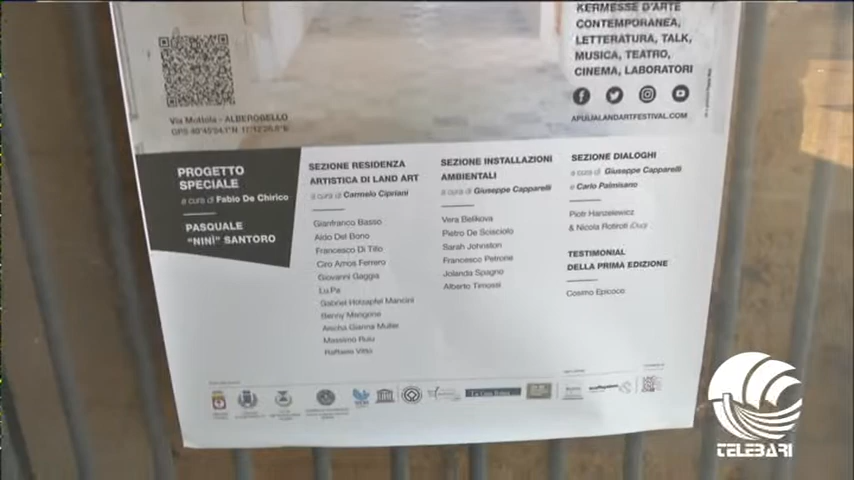 KERMESSE D'ARTE
CONTEMPORANEA,
LETTERATURA, TALK,
MUSICA, TEATRO,
CINEMA, LABORATORI
APULIALANDARTFESTIVAL.COM
Via Mottola - ALBEROBELLO
PROGETTO
SPECIALE
a cura di Fabio De Chirico
PASQUALE
"NINÌ" SANTORO
SEZIONE RESIDENZA
ARTISTICA DI LAND ART
a cura di Carmelo Cipriani
Gianfranco Basso
Aldo Del Bono
Francesco Di Tillo
Ciro Amos Ferrero
Giovanni Gaggia
Lu.Pa
Gabriel Holzapfel Mancini
Benny Mangone
Ascha Gianna Muller
Massimo Ruiu
Raffaele Vitto
SEZIONE INSTALLAZIONI
AMBIENTALI
a cura di Giuseppe Capparelli
Vera Belikova
Pietro De Scisciolo
Sarah Johnston
Francesco Petrone
Jolanda Spagno
Alberto Timossi
SEZIONE DIALOGHI
a cura di Giuseppe Capparelli
e Carlo Palmisano
Piotr Hanzelewicz
& Nicola Rotiroti (Duo)
TESTIMONIAL
DELLA PRIMA EDIZIONE
Cosimo Epicoco
TELEBARI